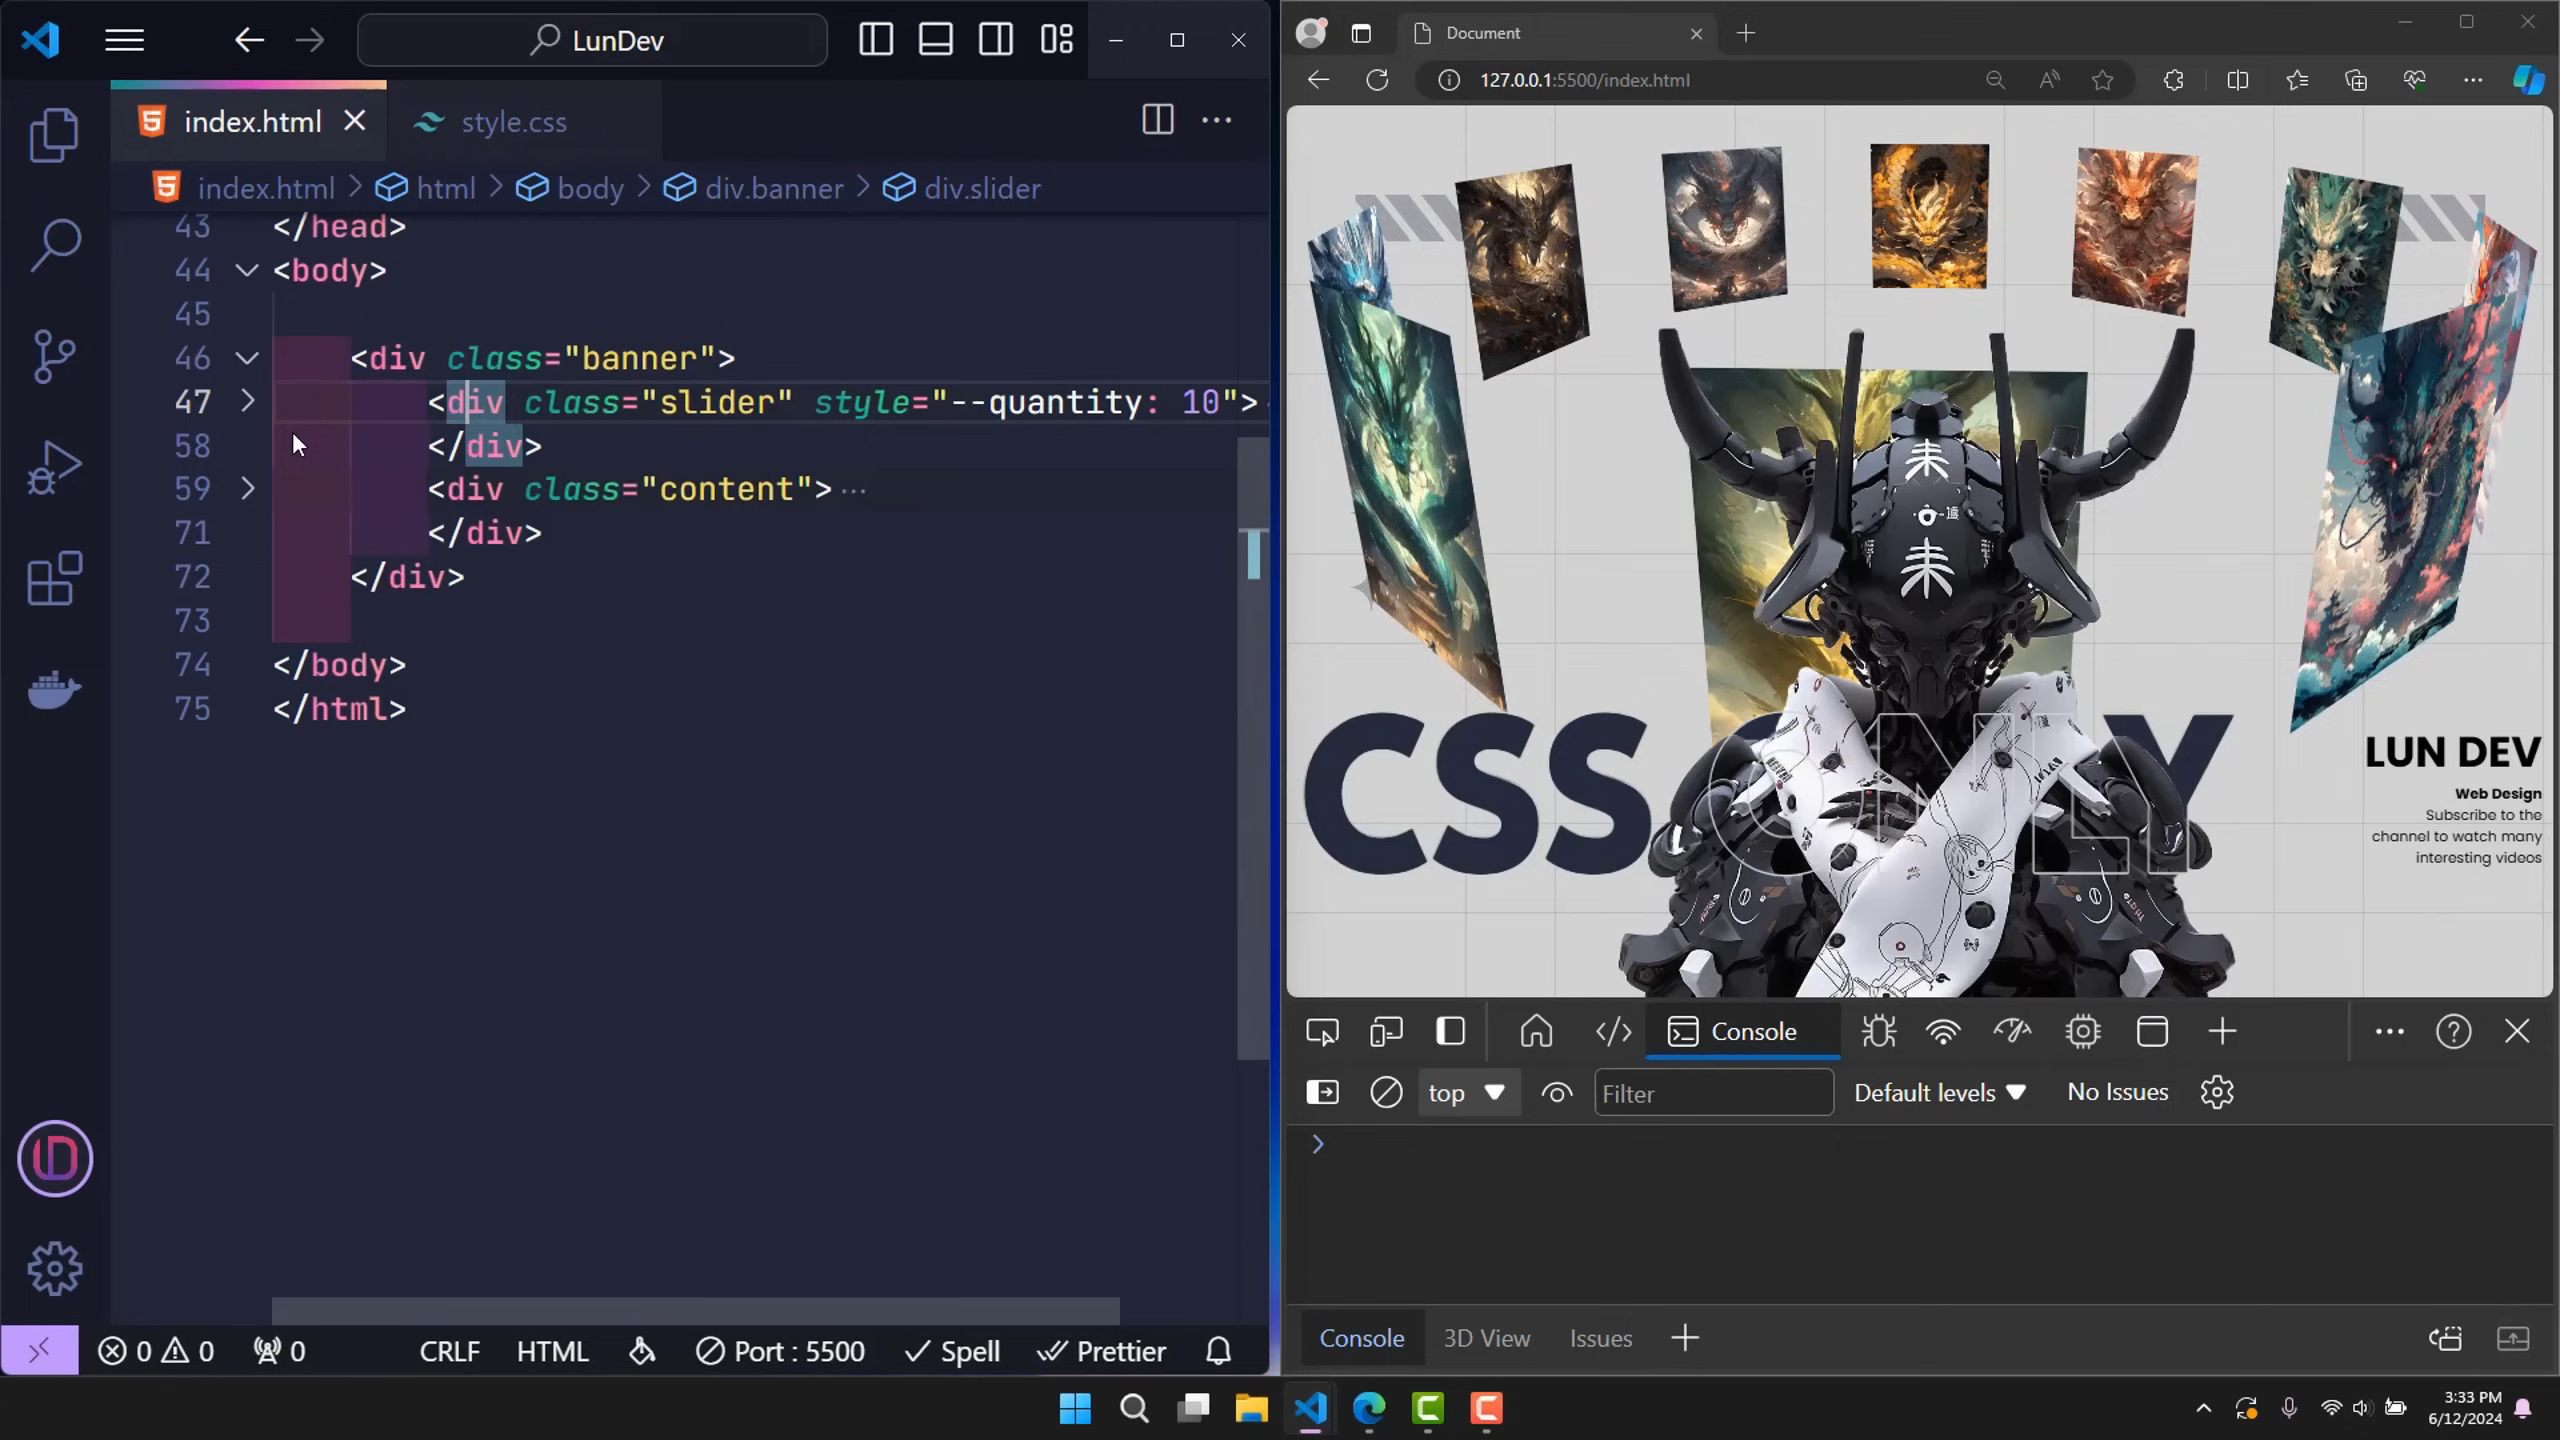 LunDev
index.html
style.css
index.html > html > body > div.banner > div.slider
43 </head>
44 <body>
45
46 <div class="banner">
47 <div class="slider" style="--quantity: 10">
58 </div>
59 <div class="content"> ...
71 </div>
72 </div>
73
74 </body>
75 </html>
0 0 0 CRLF HTML Port : 5500 Spell Prettier
Document
127.0.0.1:5500/index.html
CSS ONLY
LUN DEV
Web Design
Subscribe to the
channel to watch many
interesting videos
Console
top Filter Default levels No Issues
Console 3D View Issues
3:33 PM
6/12/2024